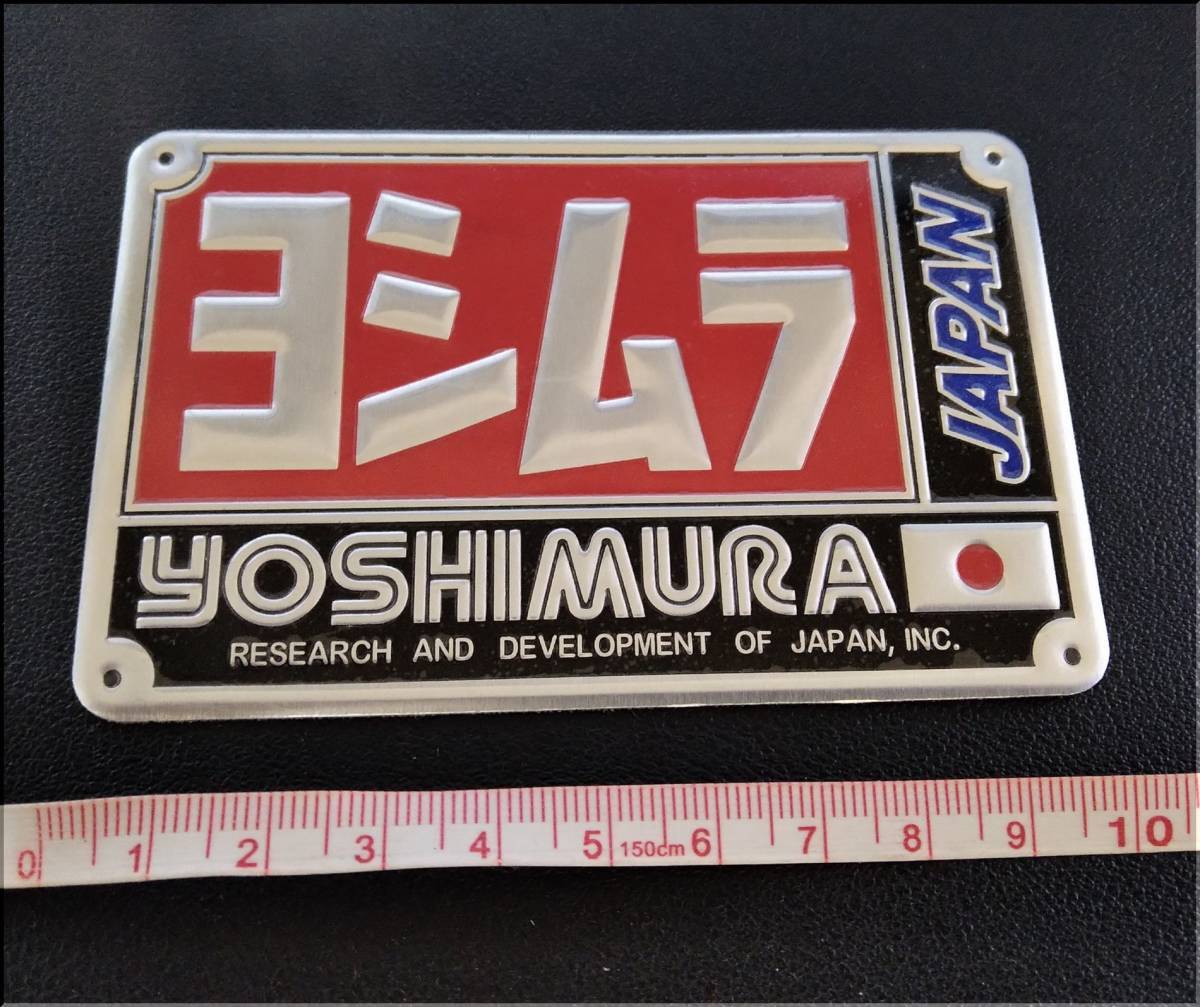 ヨシムラ
JAPAN
YOSHIMURA
RESEARCH AND DEVELOPMENT OF JAPAN, INC.
0 1 2 3 4 5 150cm 6 7 8 9 10